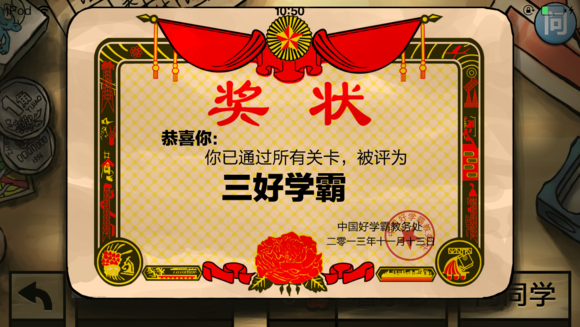 iPod
10:50
问
奖 状
恭喜你:
你已通过所有关卡，被评为
三好学霸
中国好学霸教务处
二零一三年十一月十三日
同学